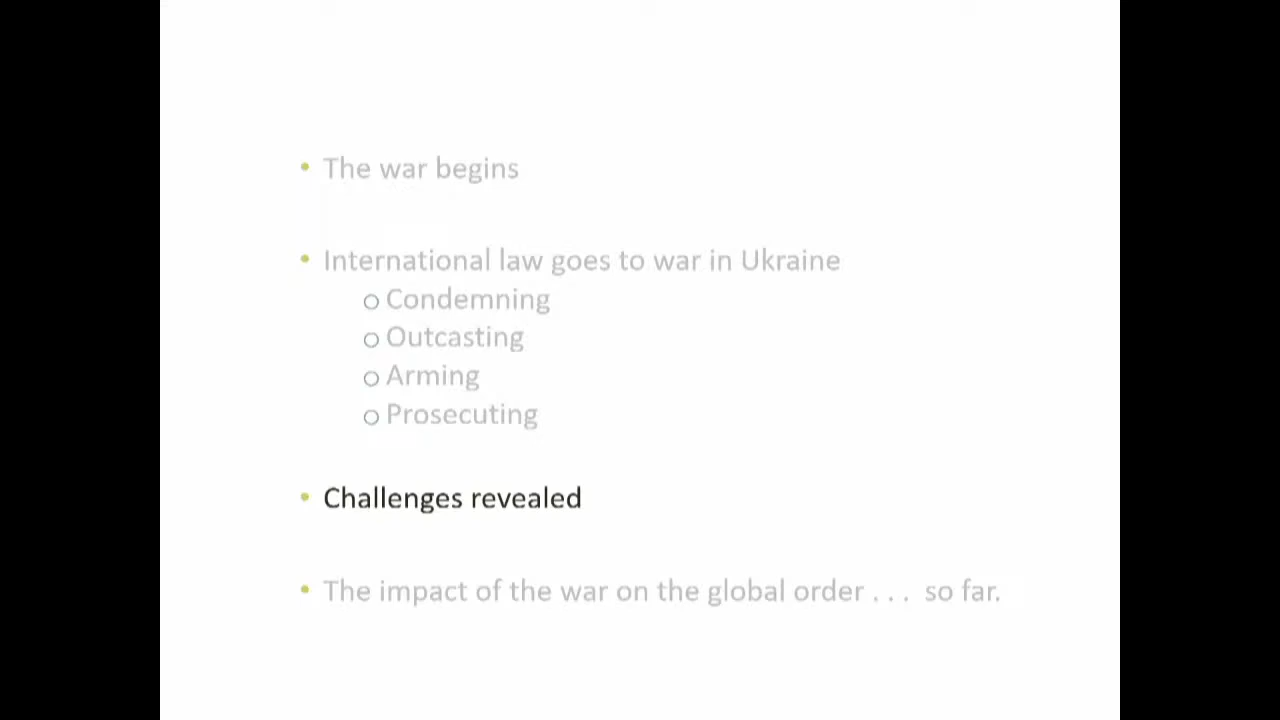 • The war begins
• International law goes to war in Ukraine
o Condemning
o Outcasting
o Arming
o Prosecuting
• Challenges revealed
• The impact of the war on the global order . . .  so far.